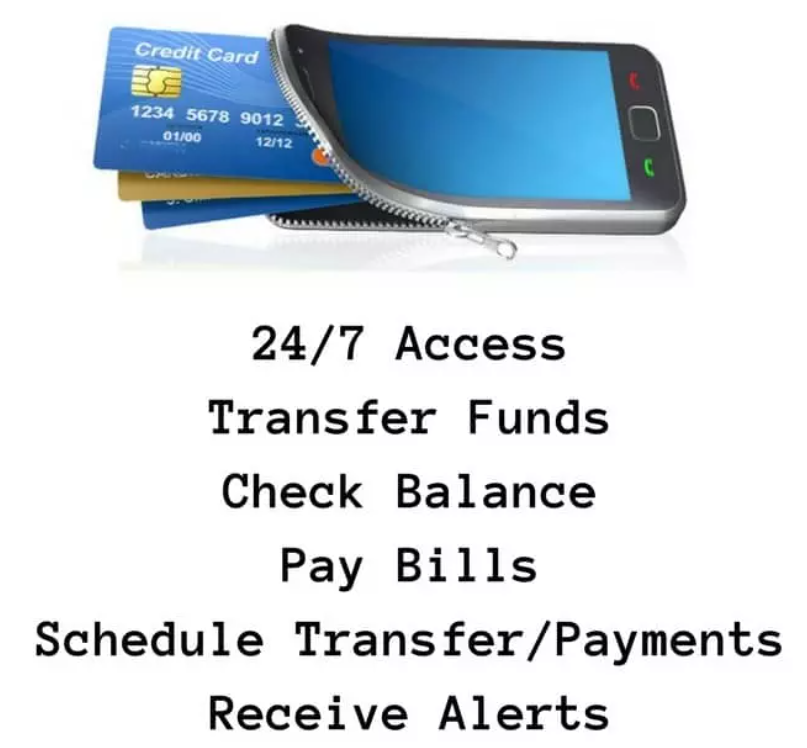 Credit Card
1234 5678 9012
01/00
12/12
24/7 Access
Transfer Funds
Check Balance
Pay Bills
Schedule Transfer/Payments
Receive Alerts